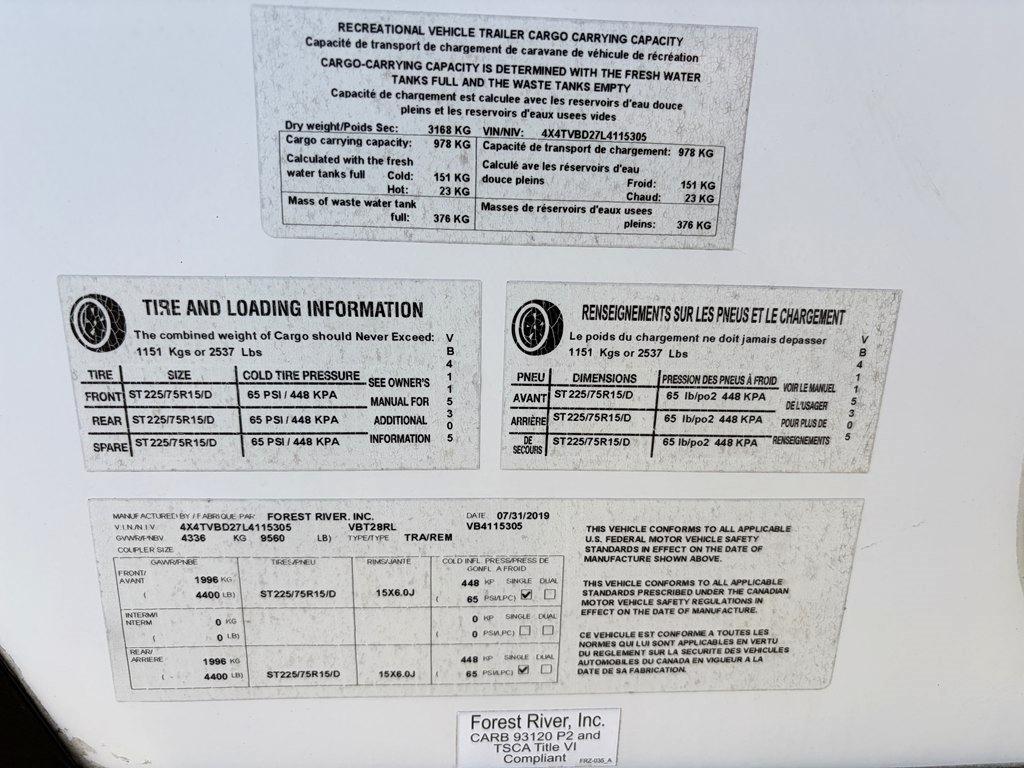 RECREATIONAL VEHICLE TRAILER CARGO CARRYING CAPACITY
Capacité de transport de chargement de caravane de véhicule de récréation
CARGO-CARRYING CAPACITY IS DETERMINED WITH THE FRESH WATER
TANKS FULL AND THE WASTE TANKS EMPTY
Capacité de chargement est calculee avec les reservoirs d'eau douce
pleins et les reservoirs d'eaux usees vides
Dry weight/Poids Sec: 3168 KG VIN/NIV: 4X4TVBD27L4115305
Cargo carrying capacity: 978 KG
Calculated with the fresh
water tanks full Cold: 151 KG
Hot: 23 KG
Mass of waste water tank
full: 376 KG
Capacité de transport de chargement: 978 KG
Calculé ave les réservoirs d'eau
douce pleins Froid: 151 KG
Chaud: 23 KG
Masses de réservoirs d'eaux usees
pleins: 376 KG
TIRE AND LOADING INFORMATION
The combined weight of Cargo should Never Exceed:
1151 Kgs or 2537 Lbs
TIRE SIZE COLD TIRE PRESSURE
FRONT ST225/75R15/D 65 PSI / 448 KPA
REAR ST225/75R15/D 65 PSI / 448 KPA
SPARE ST225/75R15/D 65 PSI / 448 KPA
SEE OWNER'S
MANUAL FOR
ADDITIONAL
INFORMATION
VB4115305
RENSEIGNEMENTS SUR LES PNEUS ET LE CHARGEMENT
Le poids du chargement ne doit jamais depasser
1151 Kgs or 2537 Lbs
PNEU DIMENSIONS PRESSION DES PNEUS À FROID
AVANT ST225/75R15/D 65 lb/po2 448 KPA
ARRIÈRE ST225/75R15/D 65 lb/po2 448 KPA
DE SECOURS ST225/75R15/D 65 lb/po2 448 KPA
VOIR LE MANUEL
DE L'USAGER
POUR PLUS DE
RENSEIGNEMENTS
VB4115305
MANUFACTURED BY / FABRIQUE PAR FOREST RIVER. INC. DATE 07/31/2019
V.I.N./N.I.V. 4X4TVBD27L4115305 VBT28RL VB4115305
GVWR/PNBV 4336 KG 9560 LB) TYPE/TYPE TRA/REM
COUPLER SIZE
GAWR/PNBE TIRES/PNEU RIMS/JANTE COLD INFL. PRESS/PRESS DE
GONFL. A FROID
FRONT/
AVANT 1996 KG 448 KP SINGLE DUAL
( 4400 LB) ST225/75R15/D 15X6.0J ( 65 PSI/LPC)
INTERM/
NTERM 0 KG 0 KP SINGLE DUAL
( 0 LB) ( 0 PSI/LPC)
REAR/
ARRIERE 1996 KG 448 KP SINGLE DUAL
( 4400 LB) ST225/75R15/D 15X6.0J ( 65 PSI/LPC)
THIS VEHICLE CONFORMS TO ALL APPLICABLE
U.S. FEDERAL MOTOR VEHICLE SAFETY
STANDARDS IN EFFECT ON THE DATE OF
MANUFACTURE SHOWN ABOVE.
THIS VEHICLE CONFORMS TO ALL APPLICABLE
STANDARDS PRESCRIBED UNDER THE CANADIAN
MOTOR VEHICLE SAFETY REGULATIONS IN
EFFECT ON THE DATE OF MANUFACTURE.
CE VEHICULE EST CONFORME A TOUTES LES
NORMES QUI LUI SONT APPLICABLES EN VERTU
DU REGLEMENT SUR LA SECURITE DES VEHICULES
AUTOMOBILES DU CANADA EN VIGUEUR A LA
DATE DE SA FABRICATION.
Forest River, Inc.
CARB 93120 P2 and
TSCA Title VI
Compliant FRZ-035_A